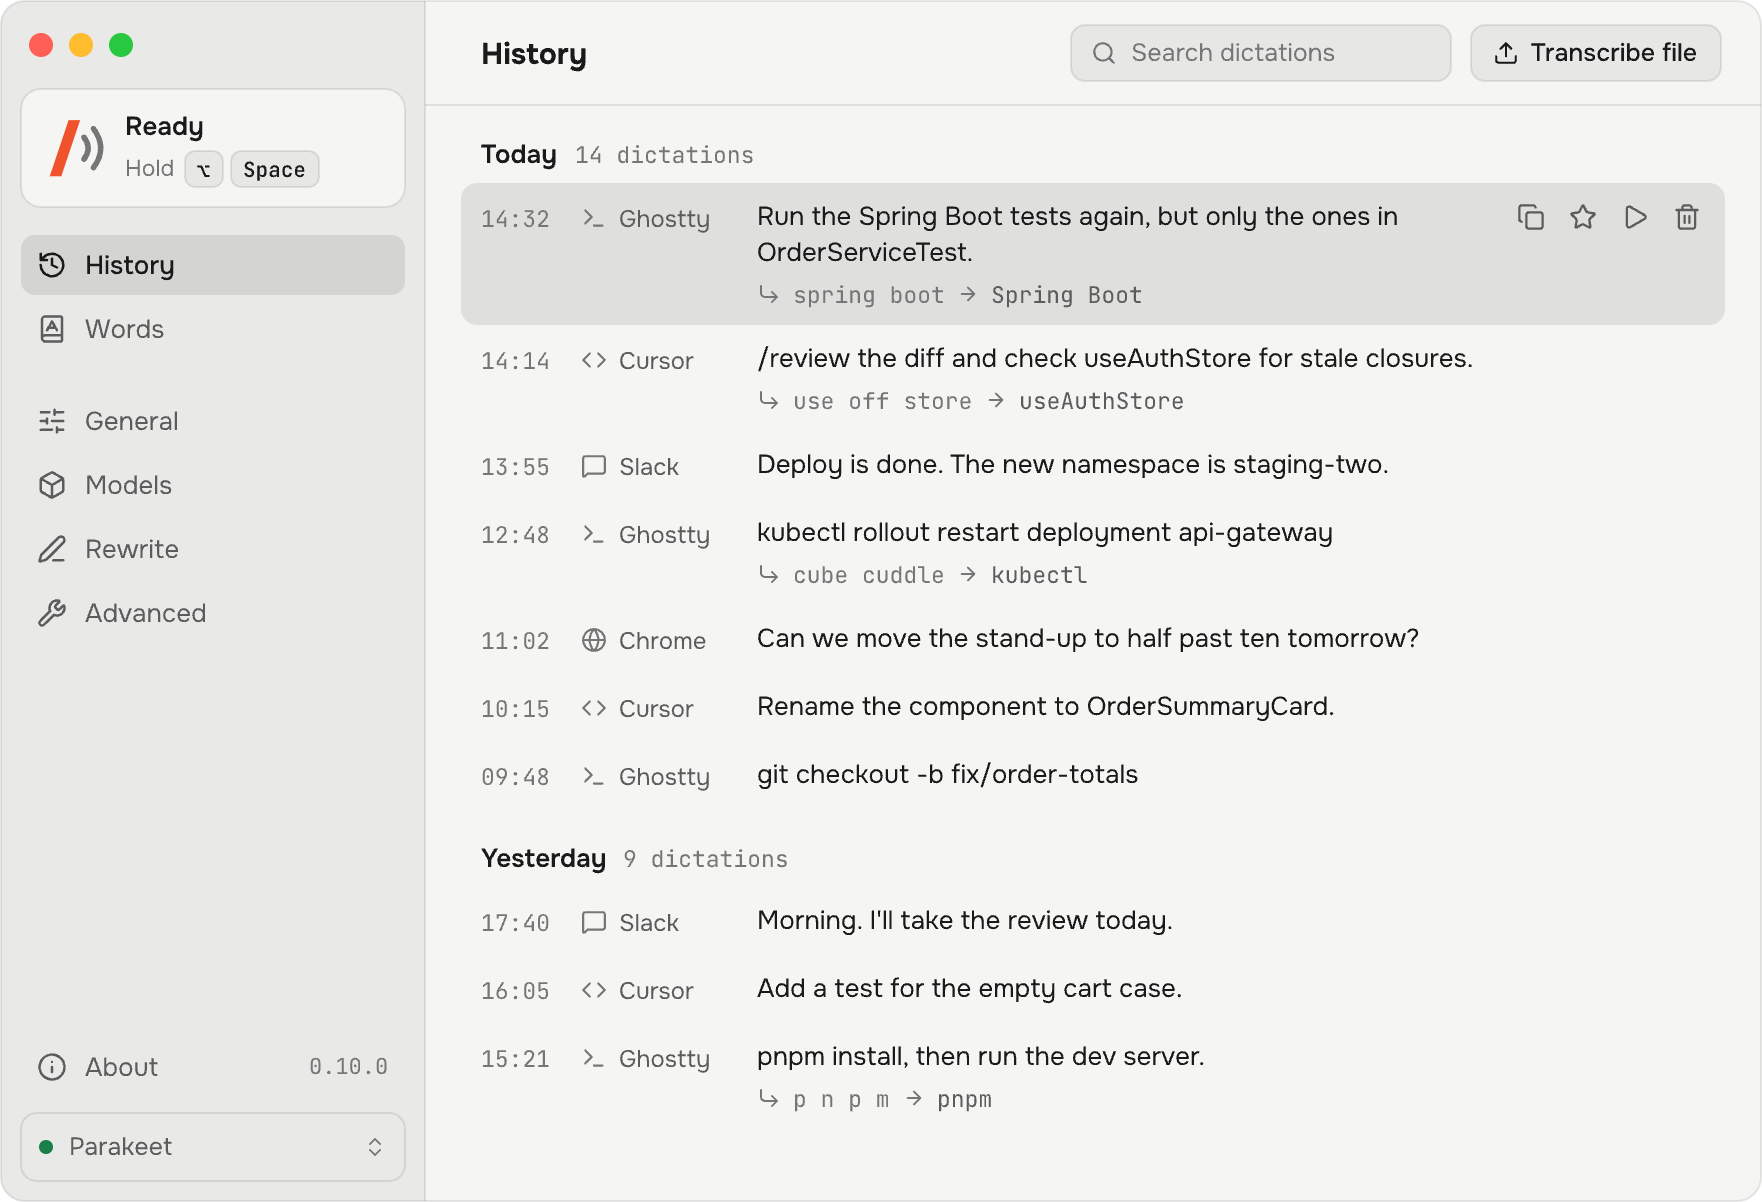 Ready
Hold ⌥ Space
History
Words
General
Models
Rewrite
Advanced
About 0.10.0
Parakeet
History
Search dictations
Transcribe file
Today 14 dictations
14:32 Ghostty Run the Spring Boot tests again, but only the ones in
OrderServiceTest.
↳ spring boot → Spring Boot
14:14 Cursor /review the diff and check useAuthStore for stale closures.
↳ use off store → useAuthStore
13:55 Slack Deploy is done. The new namespace is staging-two.
12:48 Ghostty kubectl rollout restart deployment api-gateway
↳ cube cuddle → kubectl
11:02 Chrome Can we move the stand-up to half past ten tomorrow?
10:15 Cursor Rename the component to OrderSummaryCard.
09:48 Ghostty git checkout -b fix/order-totals
Yesterday 9 dictations
17:40 Slack Morning. I'll take the review today.
16:05 Cursor Add a test for the empty cart case.
15:21 Ghostty pnpm install, then run the dev server.
↳ p n p m → pnpm